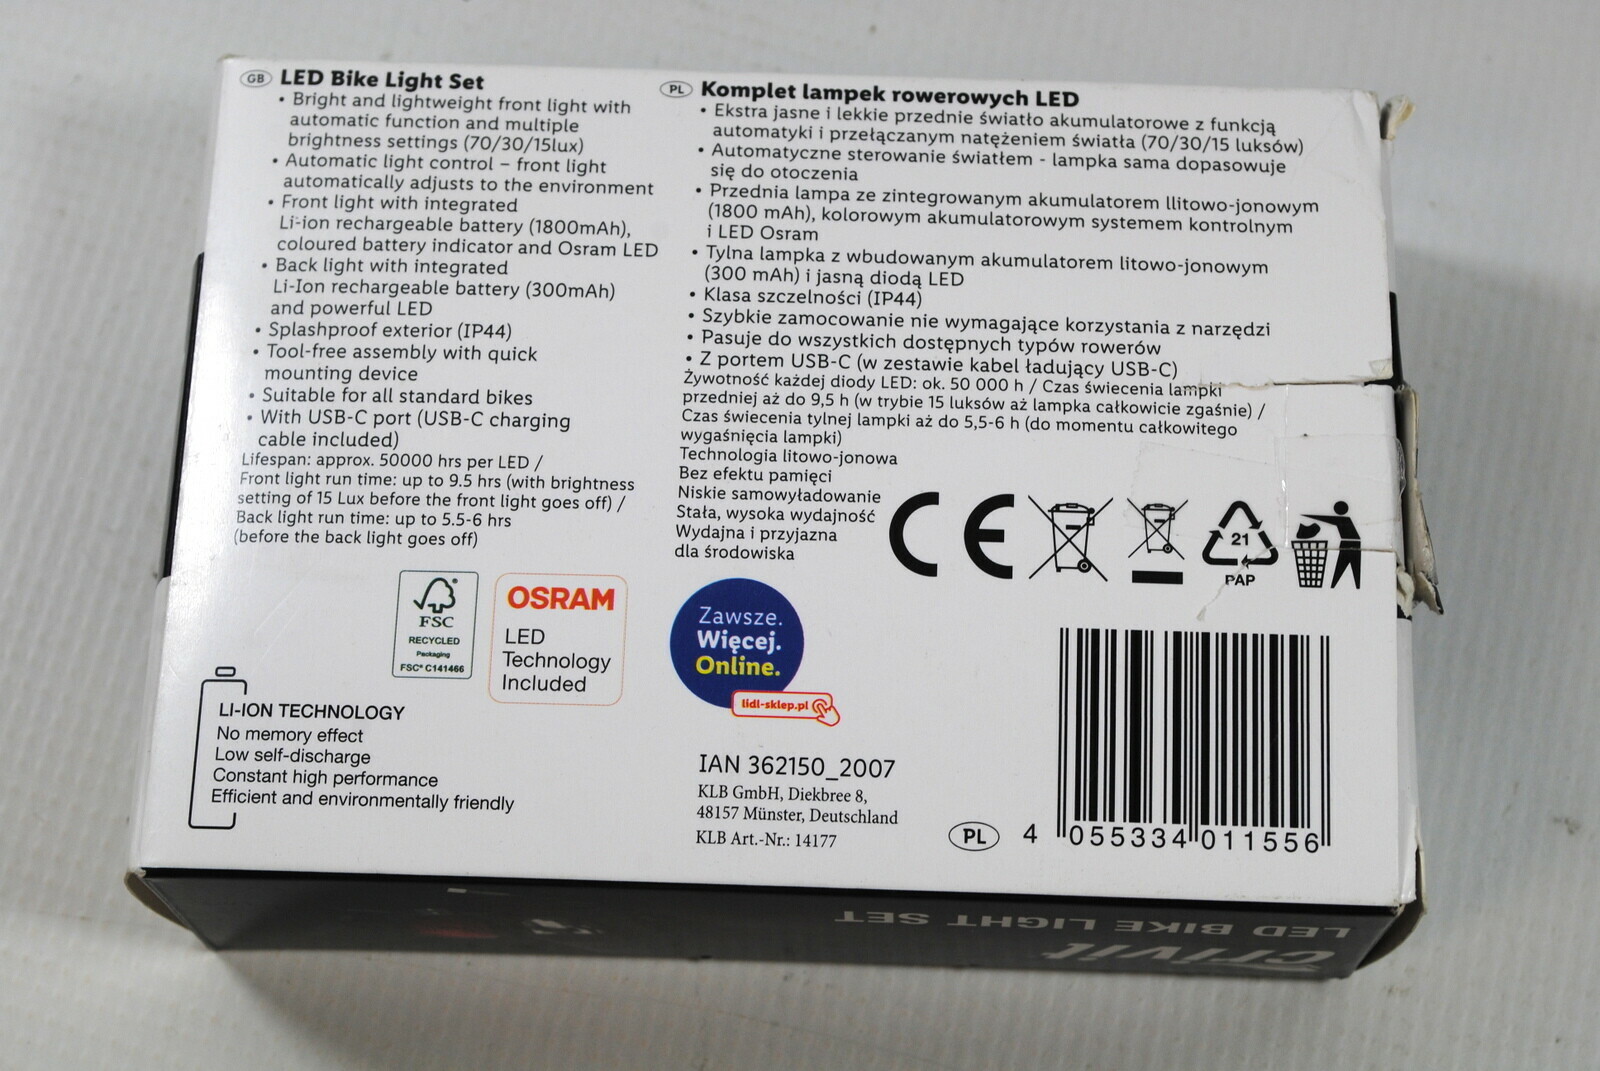 GB LED Bike Light Set
• Bright and lightweight front light with
automatic function and multiple
brightness settings (70/30/15lux)
• Automatic light control – front light
automatically adjusts to the environment
• Front light with integrated
Li-ion rechargeable battery (1800mAh),
coloured battery indicator and Osram LED
• Back light with integrated
Li-Ion rechargeable battery (300mAh)
and powerful LED
• Splashproof exterior (IP44)
• Tool-free assembly with quick
mounting device
• Suitable for all standard bikes
• With USB-C port (USB-C charging
cable included)
Lifespan: approx. 50000 hrs per LED /
Front light run time: up to 9.5 hrs (with brightness
setting of 15 Lux before the front light goes off) /
Back light run time: up to 5.5-6 hrs
(before the back light goes off)
PL Komplet lampek rowerowych LED
• Ekstra jasne i lekkie przednie światło akumulatorowe z funkcją
automatyki i przełączanym natężeniem światła (70/30/15 luksów)
• Automatyczne sterowanie światłem - lampka sama dopasowuje
się do otoczenia
• Przednia lampa ze zintegrowanym akumulatorem llitowo-jonowym
(1800 mAh), kolorowym akumulatorowym systemem kontrolnym
i LED Osram
• Tylna lampka z wbudowanym akumulatorem litowo-jonowym
(300 mAh) i jasną diodą LED
• Klasa szczelności (IP44)
• Szybkie zamocowanie nie wymagające korzystania z narzędzi
• Pasuje do wszystkich dostępnych typów rowerów
• Z portem USB-C (w zestawie kabel ładujący USB-C)
Żywotność każdej diody LED: ok. 50 000 h / Czas świecenia lampki
przedniej aż do 9,5 h (w trybie 15 luksów aż lampka całkowicie zgaśnie) /
Czas świecenia tylnej lampki aż do 5,5-6 h (do momentu całkowitego
wygaśnięcia lampki)
Technologia litowo-jonowa
Bez efektu pamięci
Niskie samowyładowanie
Stała, wysoka wydajność
Wydajna i przyjazna
dla środowiska
CE
21
PAP
FSC
RECYCLED
Packaging
FSC® C141466
OSRAM
LED
Technology
Included
Zawsze.
Więcej.
Online.
lidl-sklep.pl
LI-ION TECHNOLOGY
No memory effect
Low self-discharge
Constant high performance
Efficient and environmentally friendly
IAN 362150_2007
KLB GmbH, Diekbree 8,
48157 Münster, Deutschland
KLB Art.-Nr.: 14177
PL
4 055334 011556
LED BIKE LIGHT SET
crivit